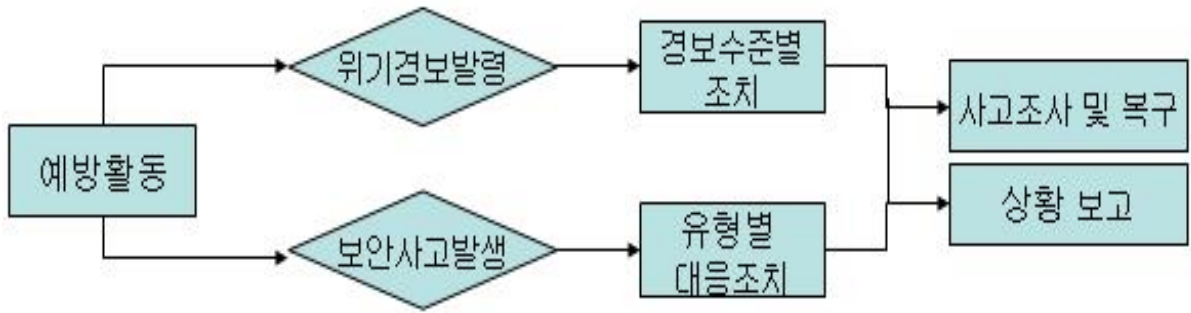 예방활동
위기경보발령
경보수준별
조치
보안사고발생
유형별
대응조치
사고조사 및 복구
상황 보고